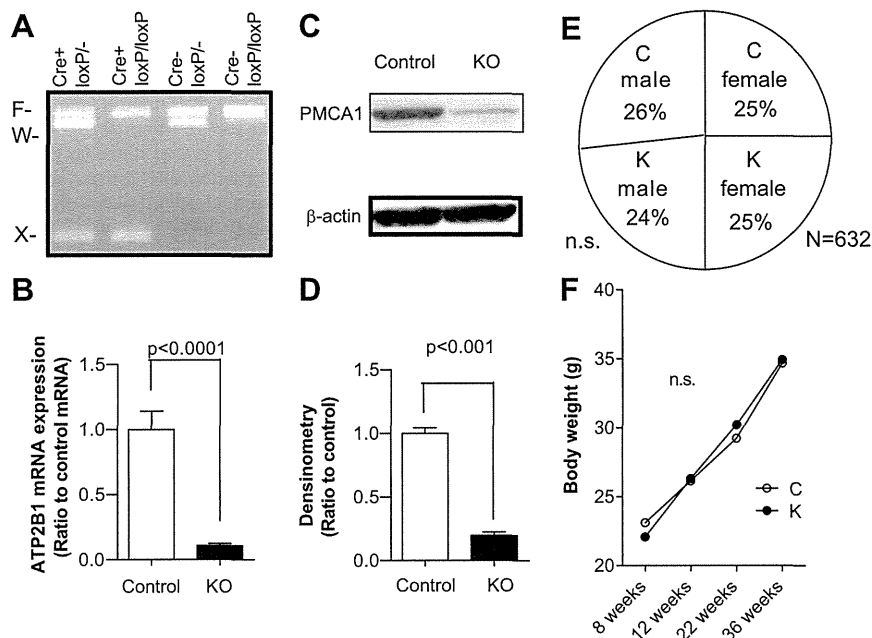 A
Cre+ loxP/-
Cre+ loxP/loxP
Cre- loxP/-
Cre- loxP/loxP
F-
W-
X-
C
Control KO
PMCA1
β-actin
E
C male 26%
C female 25%
K male 24%
K female 25%
n.s.
N=632
B
p<0.0001
ATP2B1 mRNA expression
(Ratio to control mRNA)
1.5
1.0
0.5
0.0
Control KO
D
p<0.001
Densinometry
(Ratio to control)
1.5
1.0
0.5
0.0
Control KO
F
Body weight (g)
40
35
30
25
20
n.s.
C
K
8 weeks
12 weeks
22 weeks
36 weeks